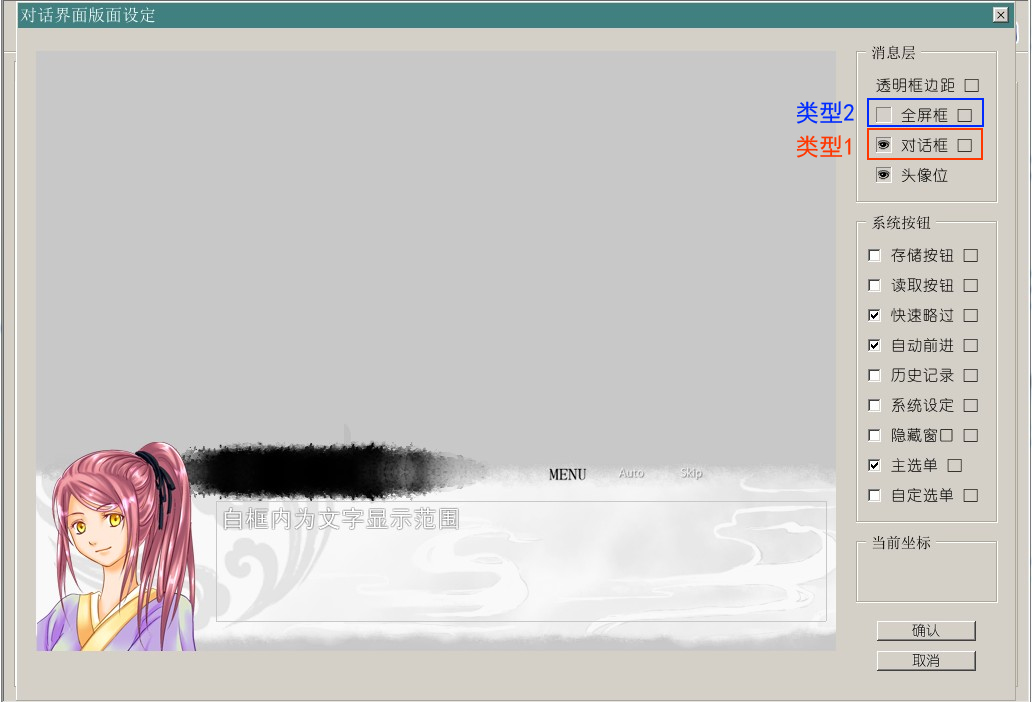 对话界面版面设定
消息层
透明框边距
类型2
全屏框
类型1
对话框
头像位
系统按钮
存储按钮
读取按钮
快速略过
自动前进
历史记录
系统设定
隐藏窗口
主选单
自定选单
MENU Auto Skip
白框内为文字显示范围
当前坐标
确认
取消